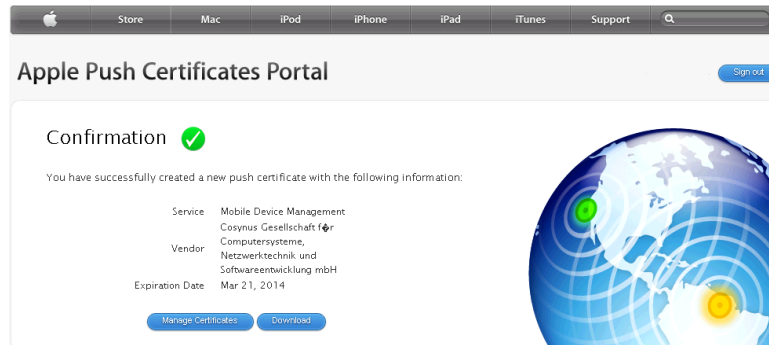 Store Mac iPod iPhone iPad iTunes Support
Apple Push Certificates Portal
Sign out
Confirmation
You have successfully created a new push certificate with the following information:
Service Mobile Device Management
Vendor Cosynus Gesellschaft f�r
Computersysteme,
Netzwerktechnik und
Softwareentwicklung mbH
Expiration Date Mar 21, 2014
Manage Certificates Download